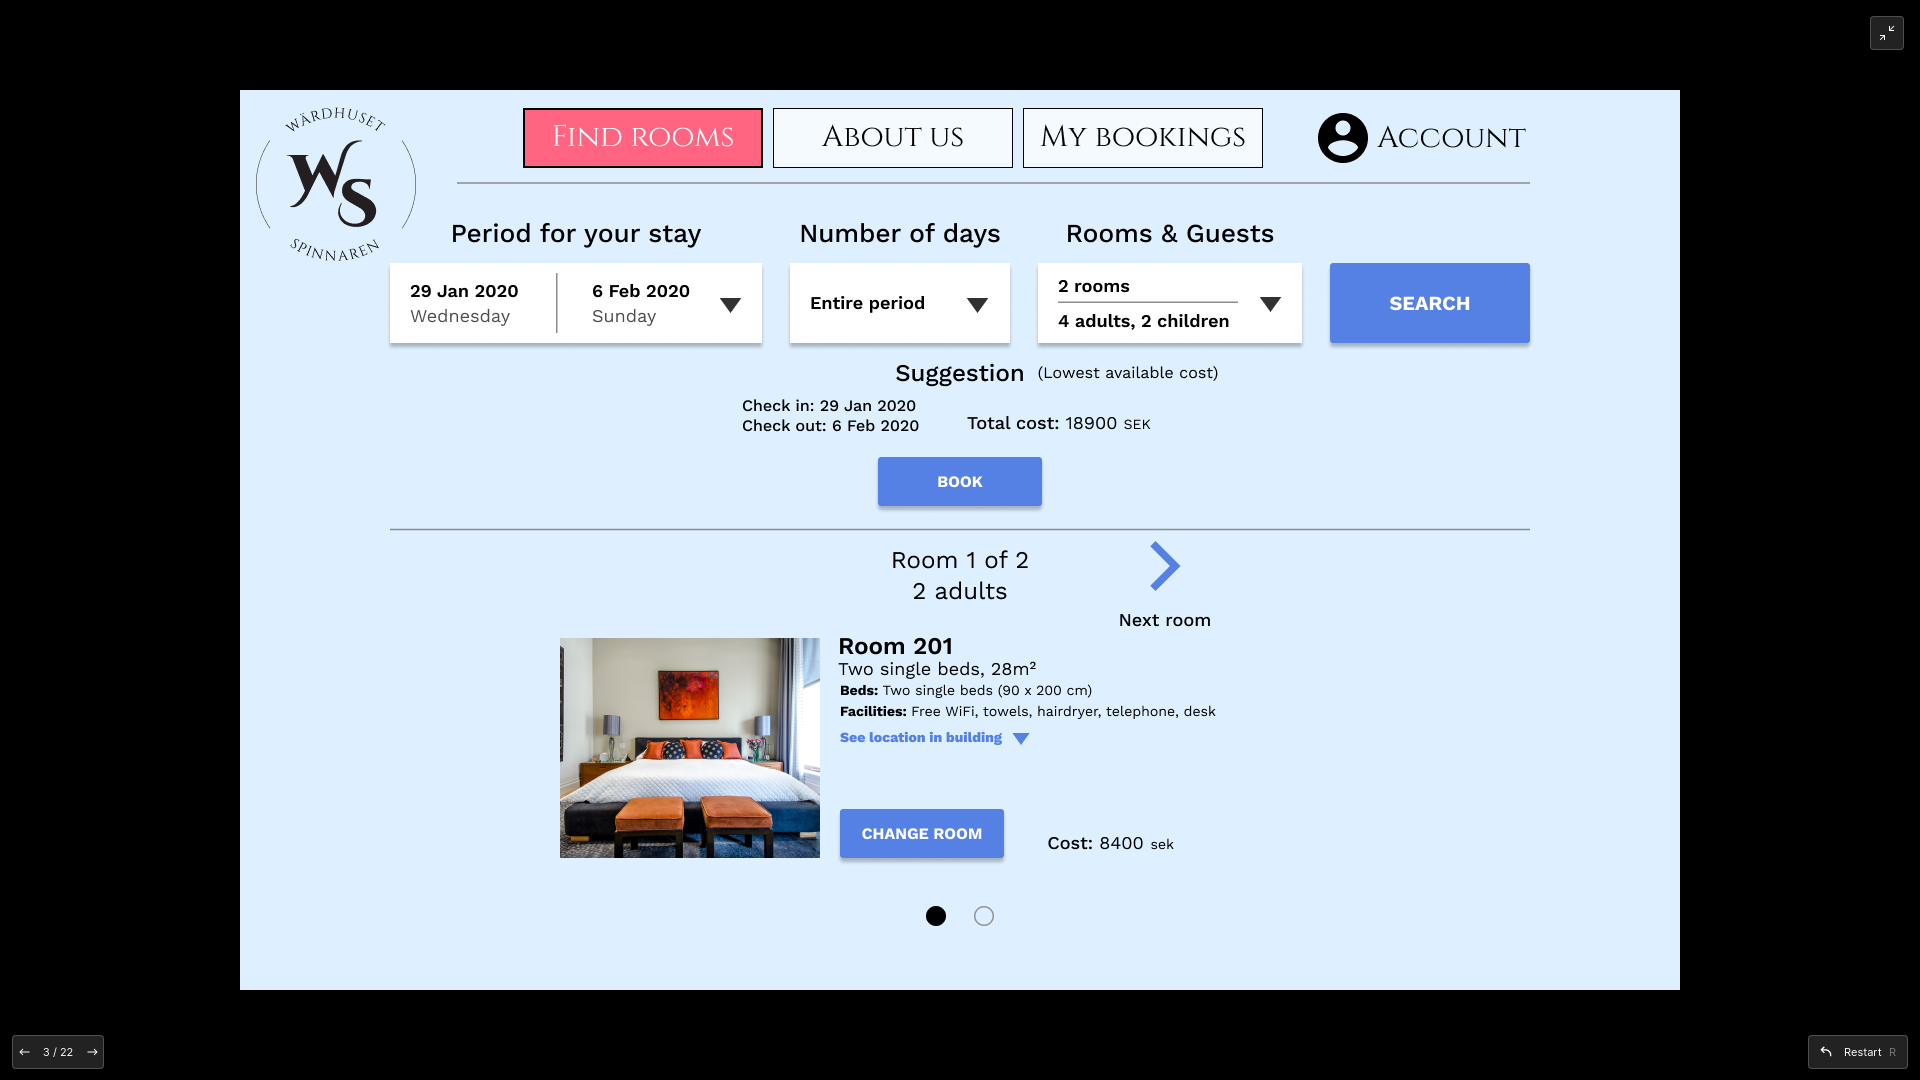 WÄRDHUSET
WS
SPINNAREN
FIND ROOMS
ABOUT US
MY BOOKINGS
ACCOUNT
Period for your stay
Number of days
Rooms & Guests
29 Jan 2020
Wednesday
6 Feb 2020
Sunday
Entire period
2 rooms
4 adults, 2 children
SEARCH
Suggestion (Lowest available cost)
Check in: 29 Jan 2020
Check out: 6 Feb 2020
Total cost: 18900 SEK
BOOK
Room 1 of 2
2 adults
Next room
Room 201
Two single beds, 28m²
Beds: Two single beds (90 x 200 cm)
Facilities: Free WiFi, towels, hairdryer, telephone, desk
See location in building
CHANGE ROOM
Cost: 8400 sek
3 / 22
Restart R